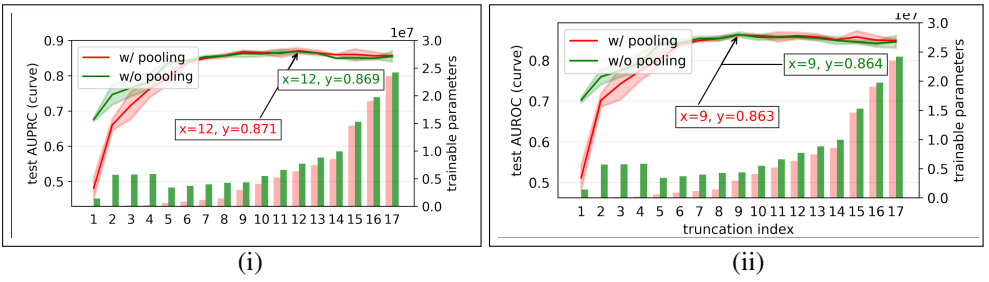 1e7
0.9
0.8
0.7
0.6
0.5
test AUPRC (curve)
w/ pooling
w/o pooling
x=12, y=0.869
x=12, y=0.871
3.0
2.5
2.0
1.5
1.0
0.5
0.0
trainable parameters
1 2 3 4 5 6 7 8 9 10 11 12 13 14 15 16 17
(i)
1e7
0.8
0.7
0.6
0.5
test AUROC (curve)
w/ pooling
w/o pooling
x=9, y=0.864
x=9, y=0.863
3.0
2.5
2.0
1.5
1.0
0.5
0.0
trainable parameters
1 2 3 4 5 6 7 8 9 10 11 12 13 14 15 16 17
truncation index
(ii)